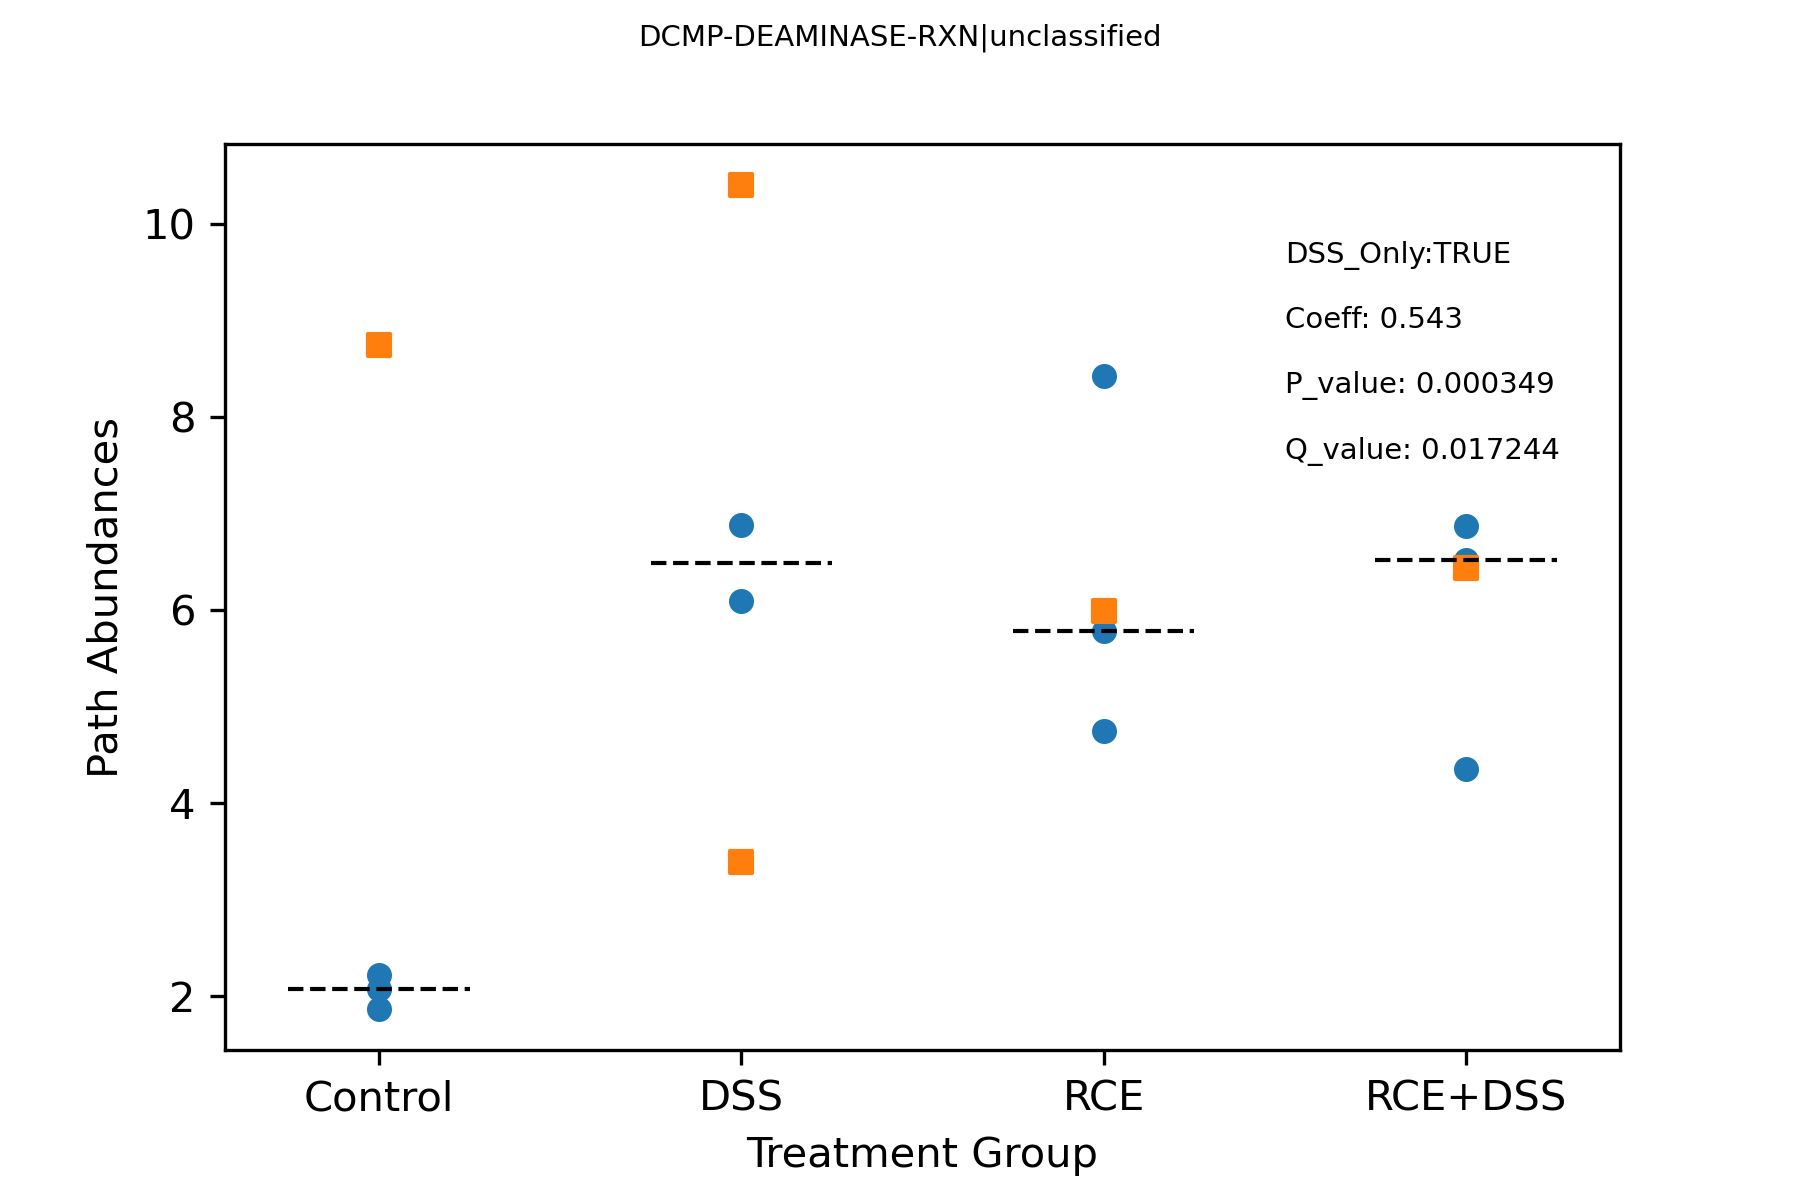 DCMP-DEAMINASE-RXN|unclassified
10
8
6
4
2
Path Abundances
DSS_Only:TRUE
Coeff: 0.543
P_value: 0.000349
Q_value: 0.017244
Control
DSS
RCE
RCE+DSS
Treatment Group